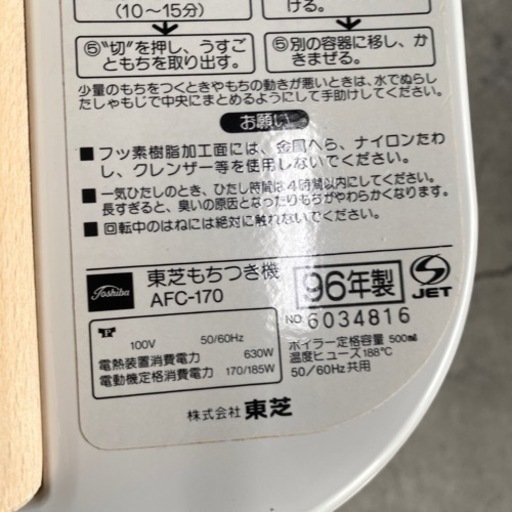 (10～15分)
ける。
⑤“切”を押し、うすご
ともちを取り出す。
⑤別の容器に移し、か
きまぜる。
少量のもちをつくときやもちの動きが悪いときは、水でぬらし
たしゃもじで中央にまとめるようにして手助けしてください。
お願い
■フッ素樹脂加工面には、金属へら、ナイロンたわ
し、クレンザー等を使用しないでください。
■一気ひたしのとき、ひたし時間は4時間以内にしてください。
長すぎると、臭いの原因となったりもちがやわらかくなります。
■回転中のはねには絶対に触れないでください。
Toshiba
東芝もちつき機
AFC-170
96年製
JET
NO.6034816
P
100V 50/60Hz
電熱装置消費電力 630W
電動機定格消費電力 170/185W
ボイラー定格容量 500mℓ
温度ヒューズ188℃
50/60Hz共用
株式会社 東芝